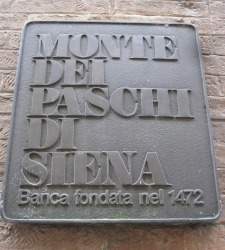 MONTE
DEI
PASCHI
DI
SIENA
Banca fondata nel 1472